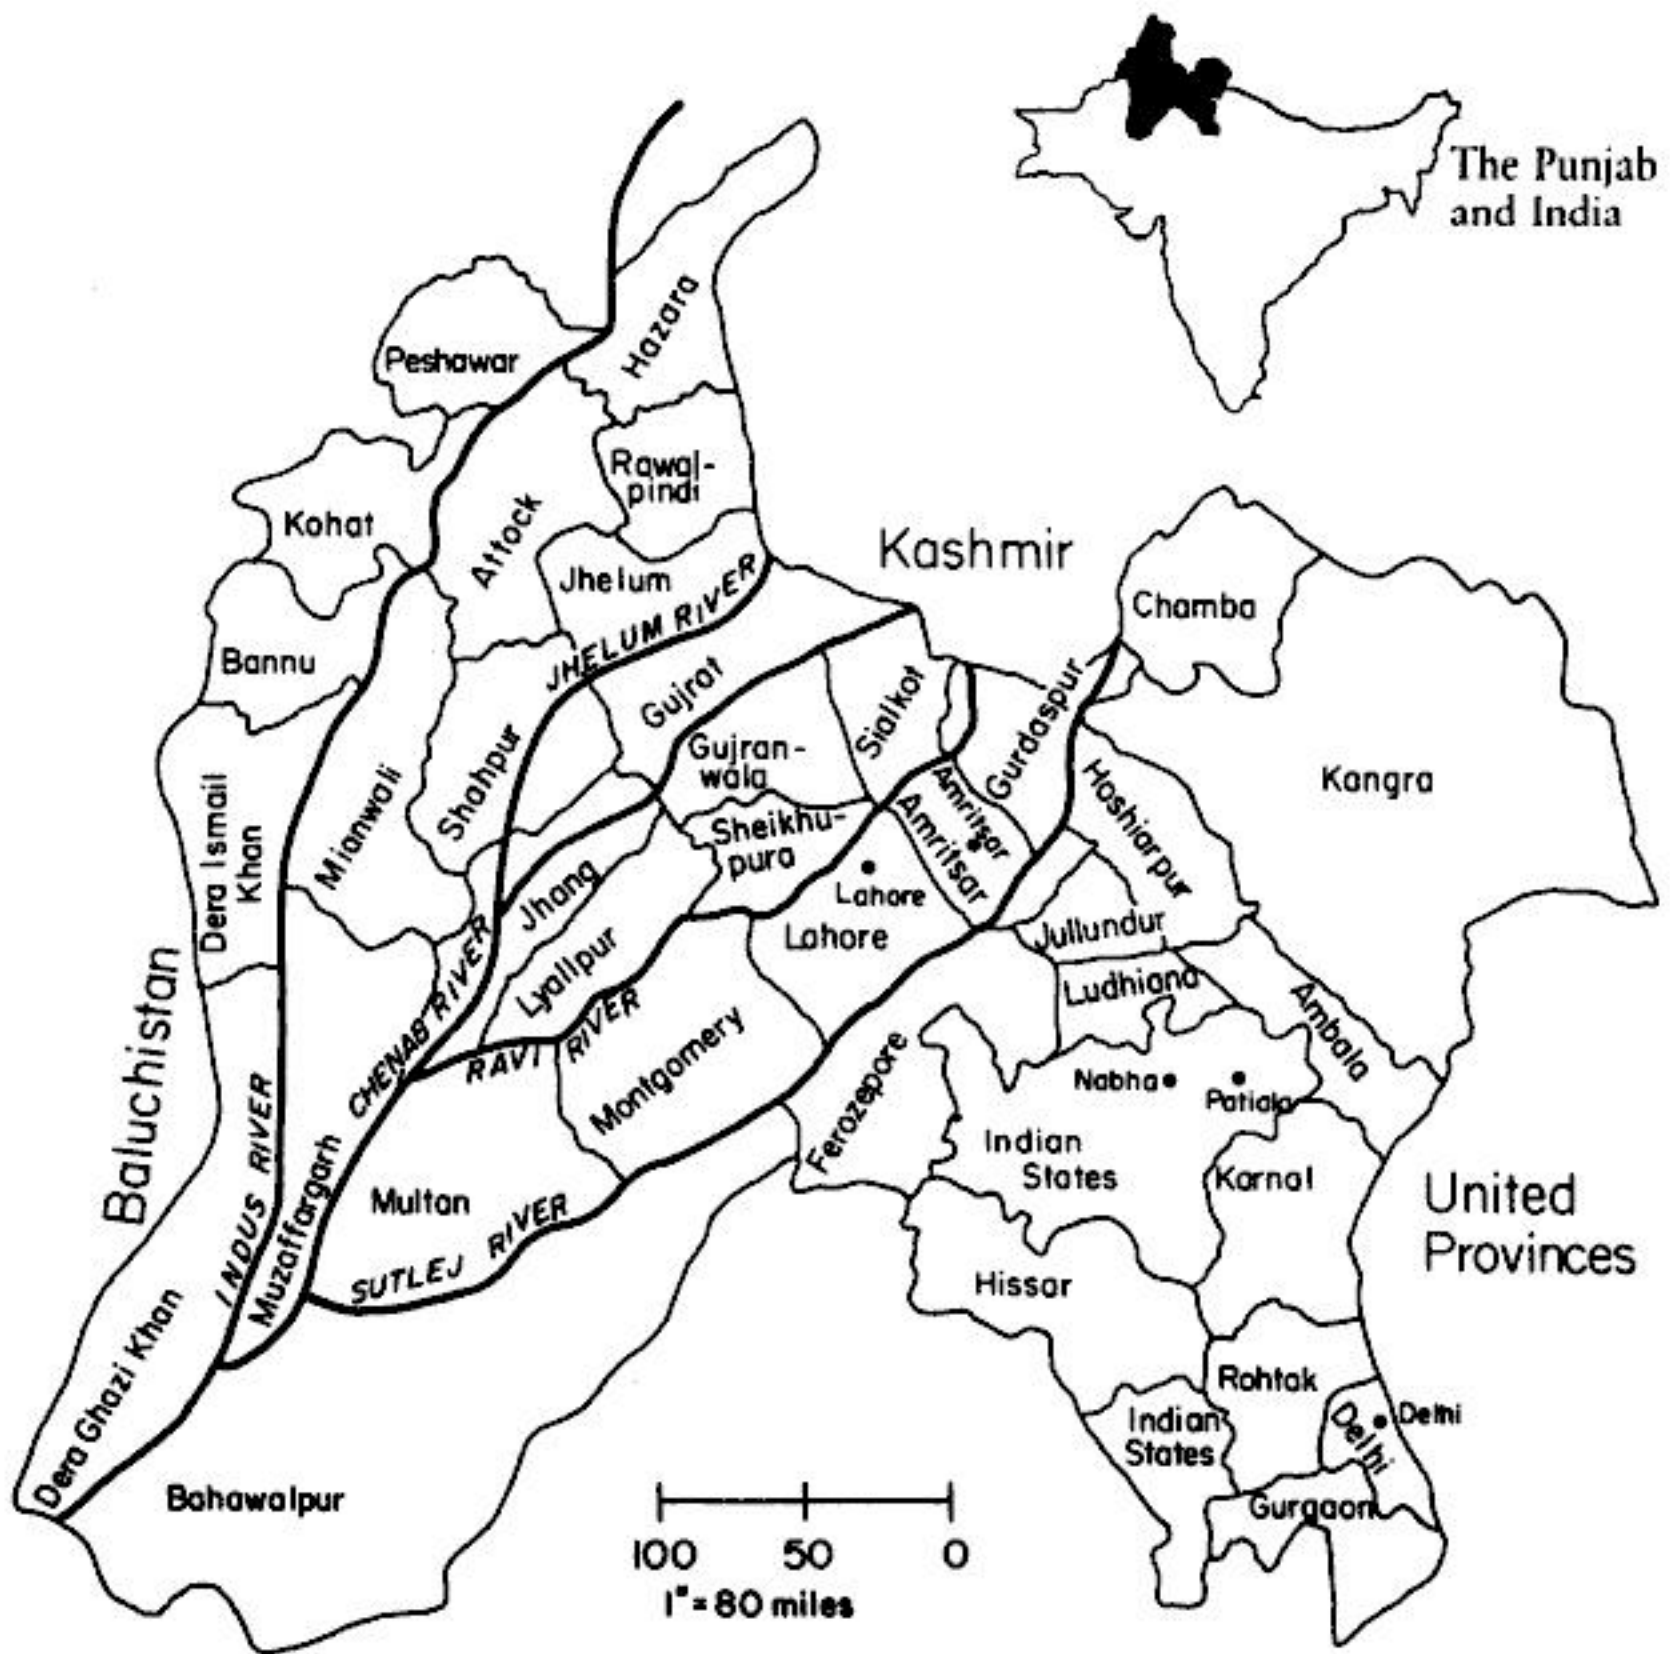 The Punjab
and India
Hazara
Peshawar
Rawal-
pindi
Kohat
Attock
Kashmir
Jhelum
JHELUM RIVER
Chamba
Bannu
Gujrat
Sialkot
Gurdaspur
Shahpur
Gujran-
wala
Mianwali
Dera Ismail
Khan
Amritsar
Amritsar
Hoshiarpur
Kangra
Sheikhu-
pura
Jhang
Lahore
Lahore
Jullundur
Lyallpur
Ludhiana
Ambala
Baluchistan
CHENAB RIVER
RAVI RIVER
Montgomery
Ferozepore
Nabha
Patiala
INDUS RIVER
Muzaffargarh
Multan
SUTLEJ RIVER
Indian
States
Karnal
United
Provinces
Hissar
Dera Ghazi Khan
Rohtak
Delhi
Delhi
Indian
States
Bahawalpur
Gurgaon
100 50 0
1"=80 miles